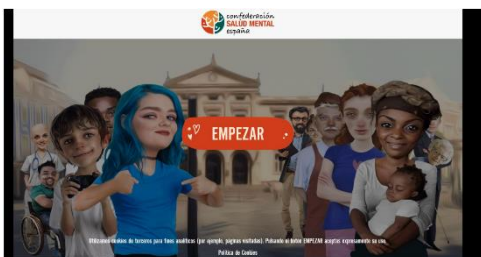 confederación
SALUD MENTAL
españa
EMPEZAR
Utilizamos cookies de terceros para fines analíticos (por ejemplo, páginas visitadas). Pulsando el botón EMPEZAR aceptas expresamente su uso.
Política de Cookies